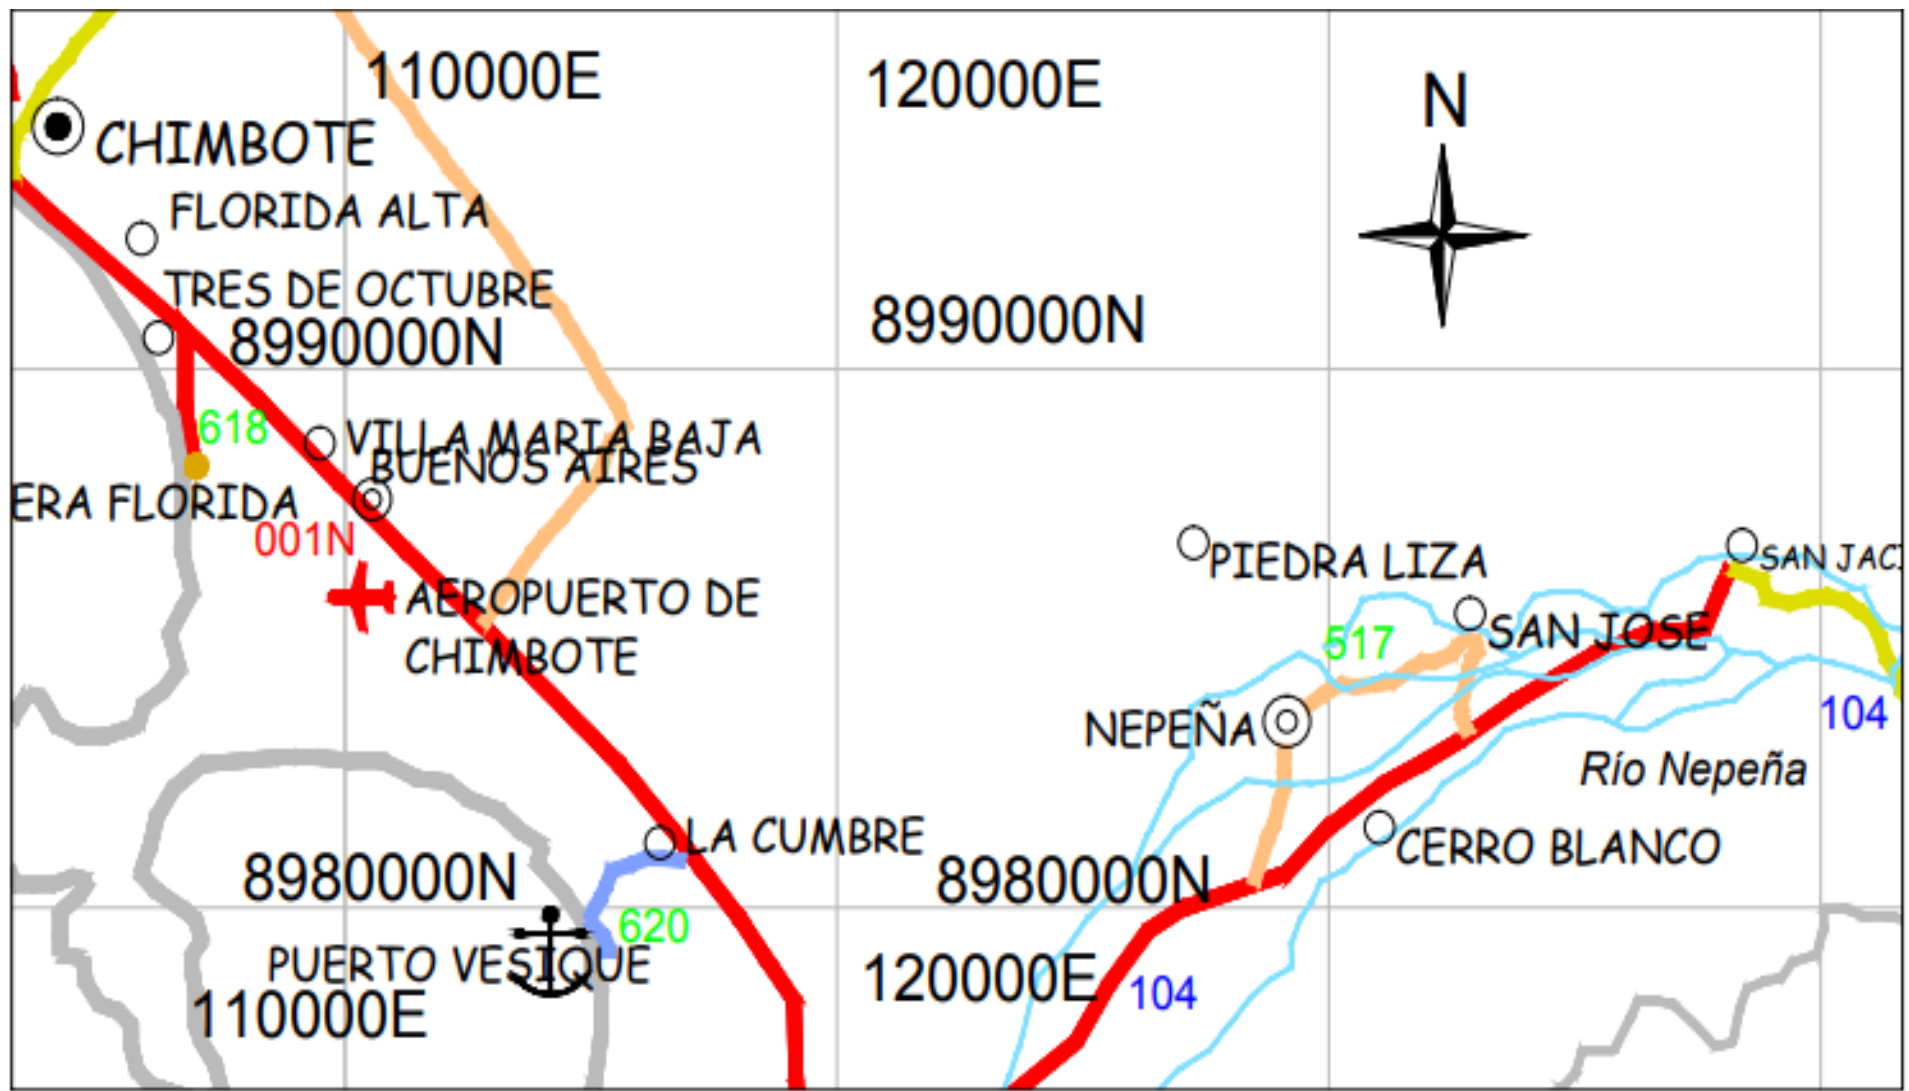 110000E
120000E
N
CHIMBOTE
FLORIDA ALTA
TRES DE OCTUBRE
8990000N
8990000N
618
VILLA MARIA BAJA
BUENOS AIRES
ERA FLORIDA
001N
PIEDRA LIZA
SAN JACI
AEROPUERTO DE
CHIMBOTE
517
SAN JOSE
NEPEÑA
104
Río Nepeña
LA CUMBRE
CERRO BLANCO
8980000N
8980000N
620
PUERTO VESIQUE
120000E
104
110000E